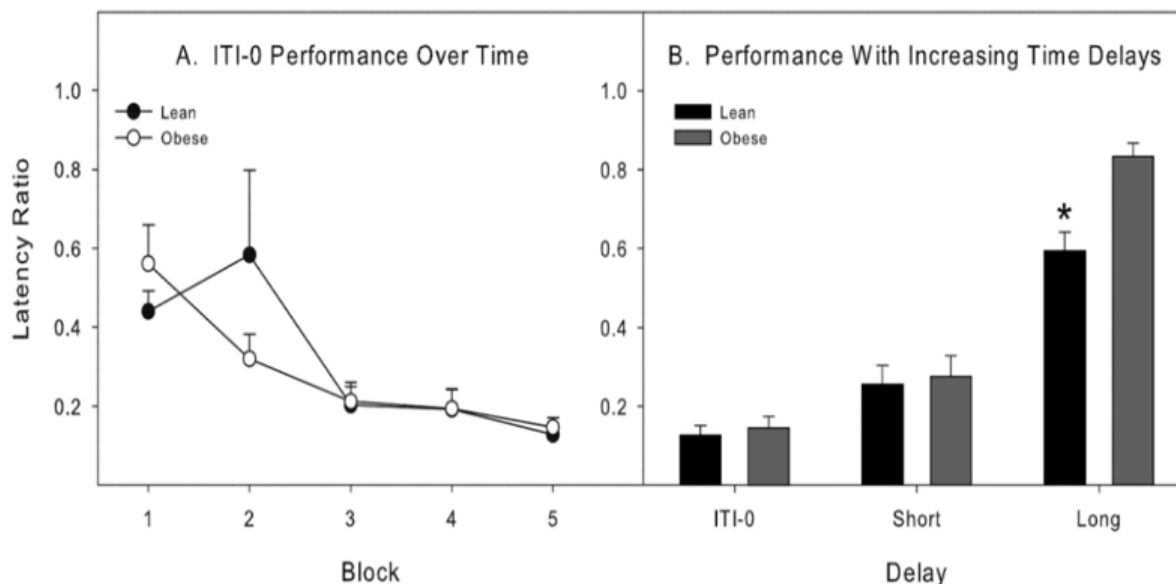 A. ITI-0 Performance Over Time
B. Performance With Increasing Time Delays
Latency Ratio
1.0
0.8
0.6
0.4
0.2
Lean
Obese
1 2 3 4 5
Block
1.0
0.8
0.6
0.4
0.2
Lean
Obese
*
ITI-0 Short Long
Delay